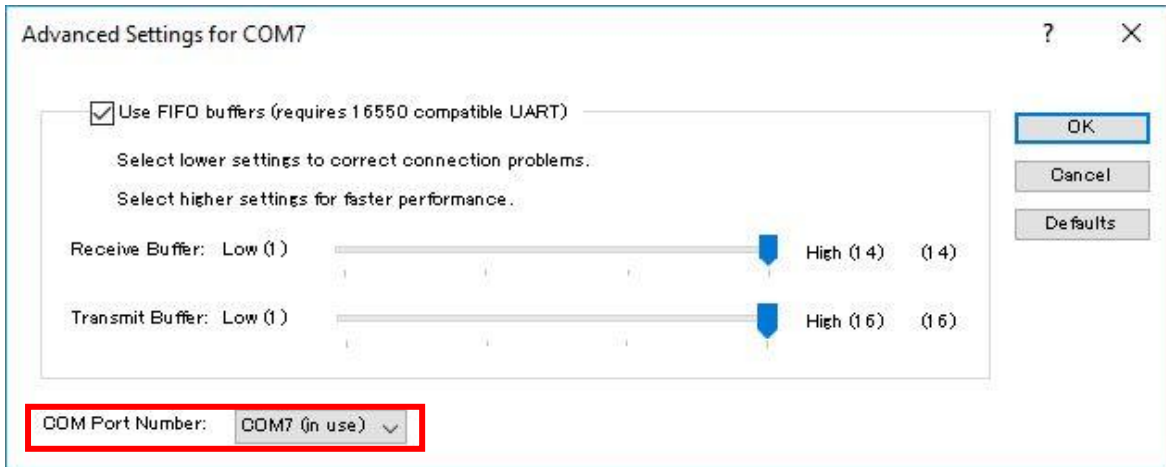 Advanced Settings for COM7
?
Use FIFO buffers (requires 16550 compatible UART)
OK
Select lower settings to correct connection problems.
Cancel
Select higher settings for faster performance.
Defaults
Receive Buffer: Low (1) High (14) (14)
Transmit Buffer: Low (1) High (16) (16)
COM Port Number: COM7 (in use)